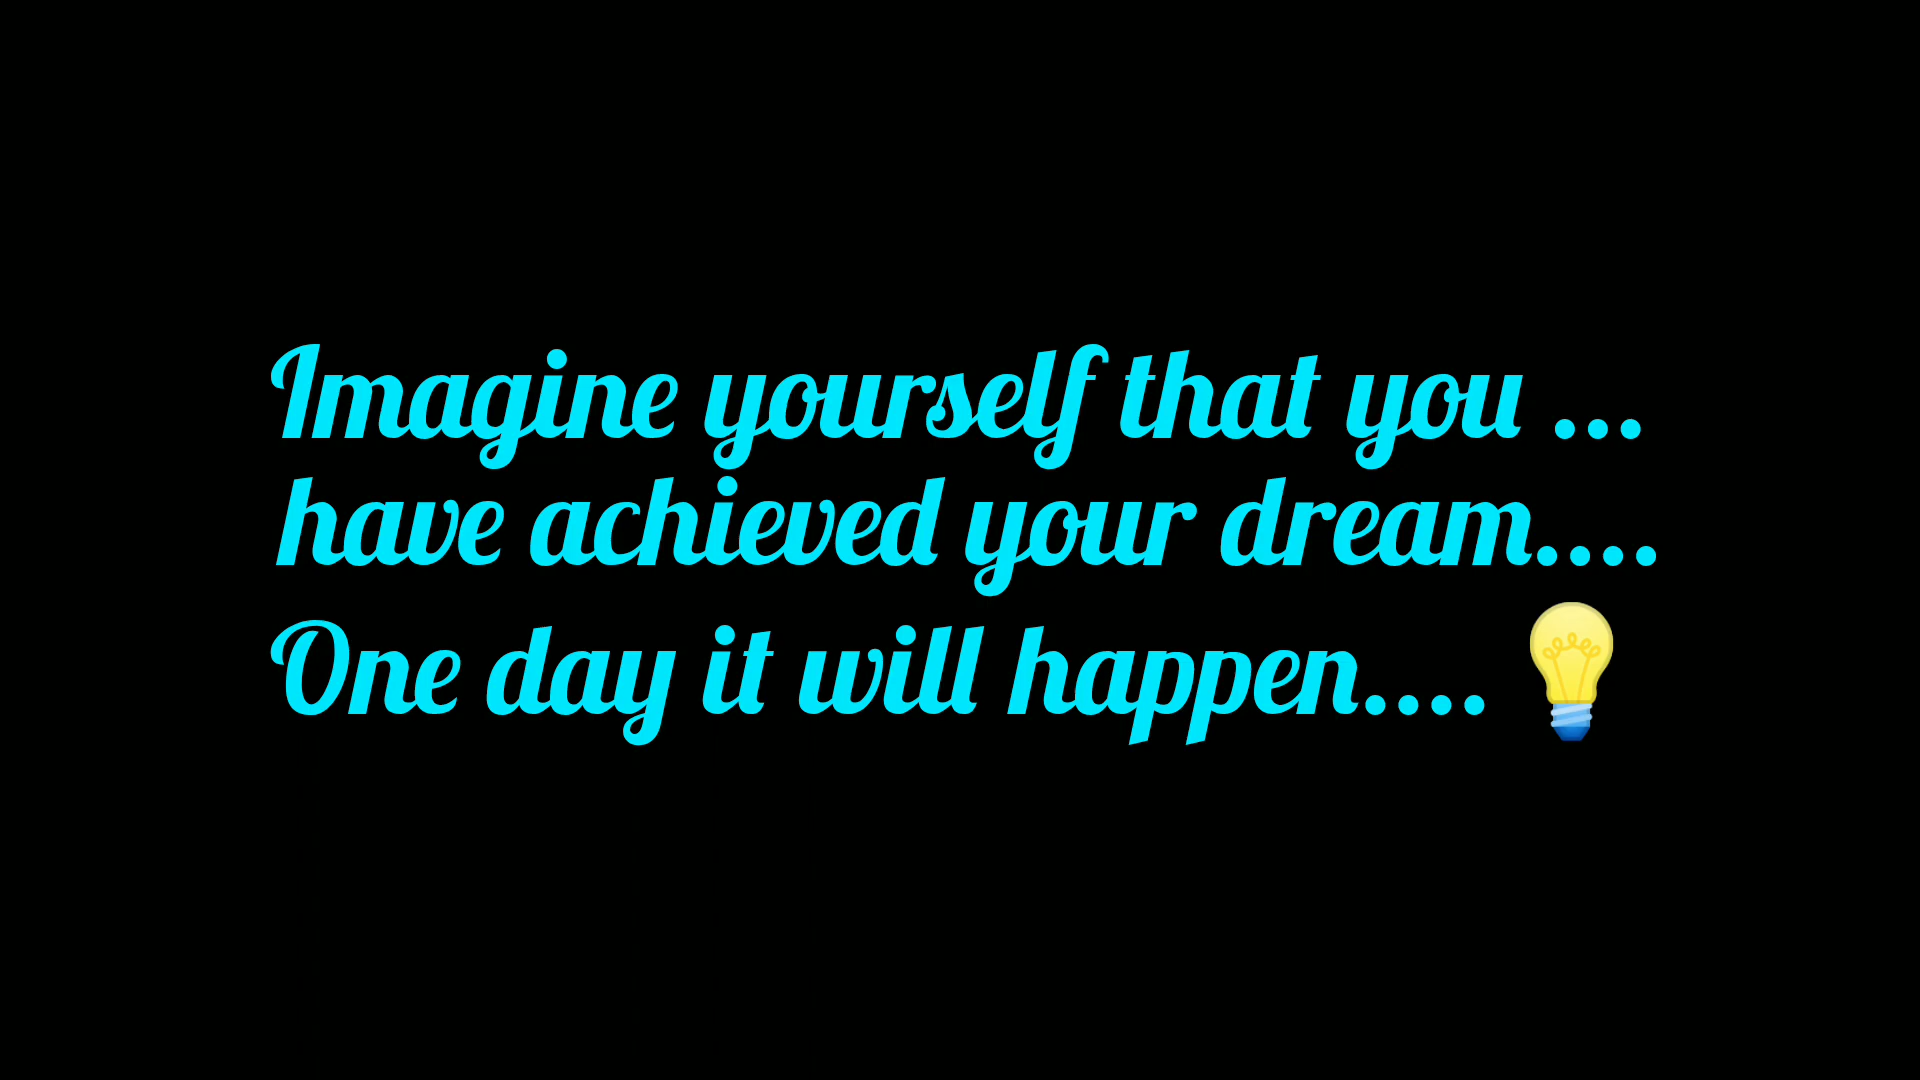 Imagine yourself that you ...
have achieved your dream....
One day it will happen.... 💡